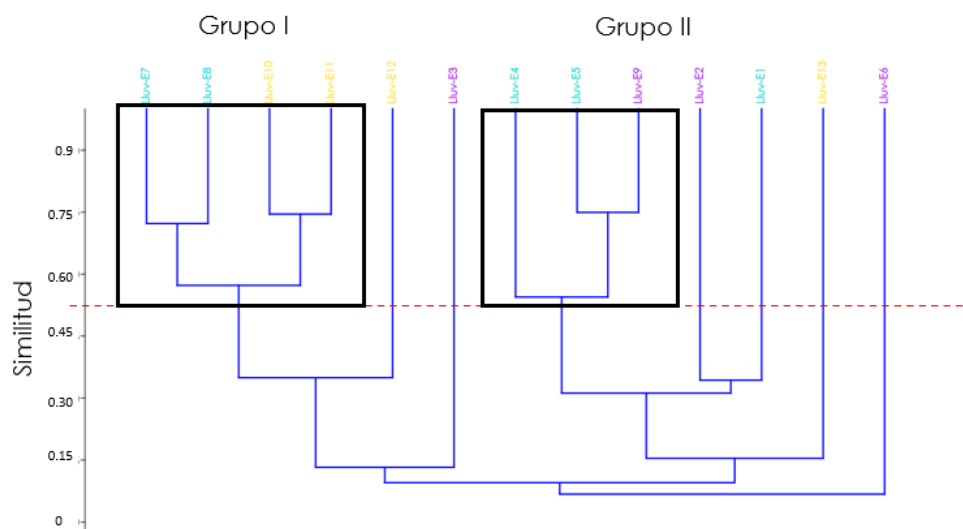 Grupo I
Grupo II
Lluv-E7
Lluv-E8
Lluv-E10
Lluv-E11
Lluv-E12
Lluv-E3
Lluv-E4
Lluv-E5
Lluv-E9
Lluv-E2
Lluv-E1
Lluv-E13
Lluv-E6
0.9
0.75
0.60
0.45
0.30
0.15
0
Similitud